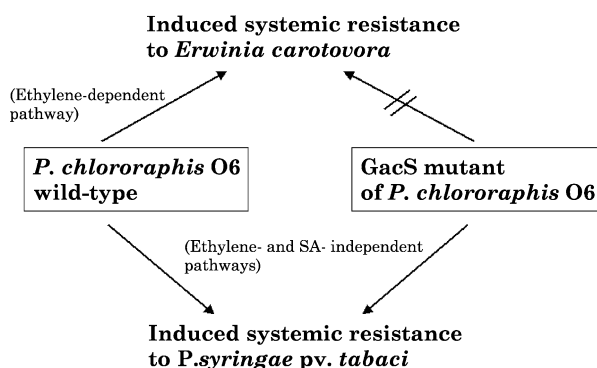 Induced systemic resistance
to Erwinia carotovora
(Ethylene-dependent
pathway)
P. chlororaphis O6
wild-type
GacS mutant
of P. chlororaphis O6
(Ethylene- and SA- independent
pathways)
Induced systemic resistance
to P.syringae pv. tabaci